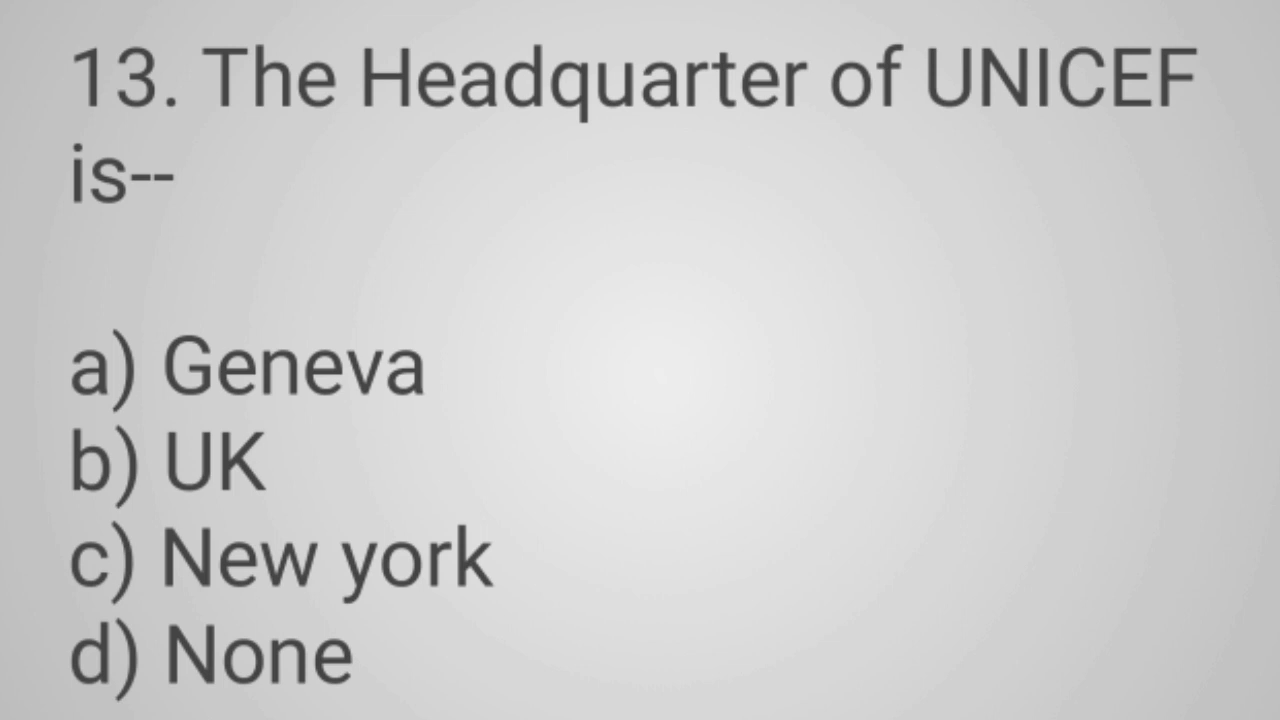 13. The Headquarter of UNICEF
is--
a) Geneva
b) UK
c) New york
d) None